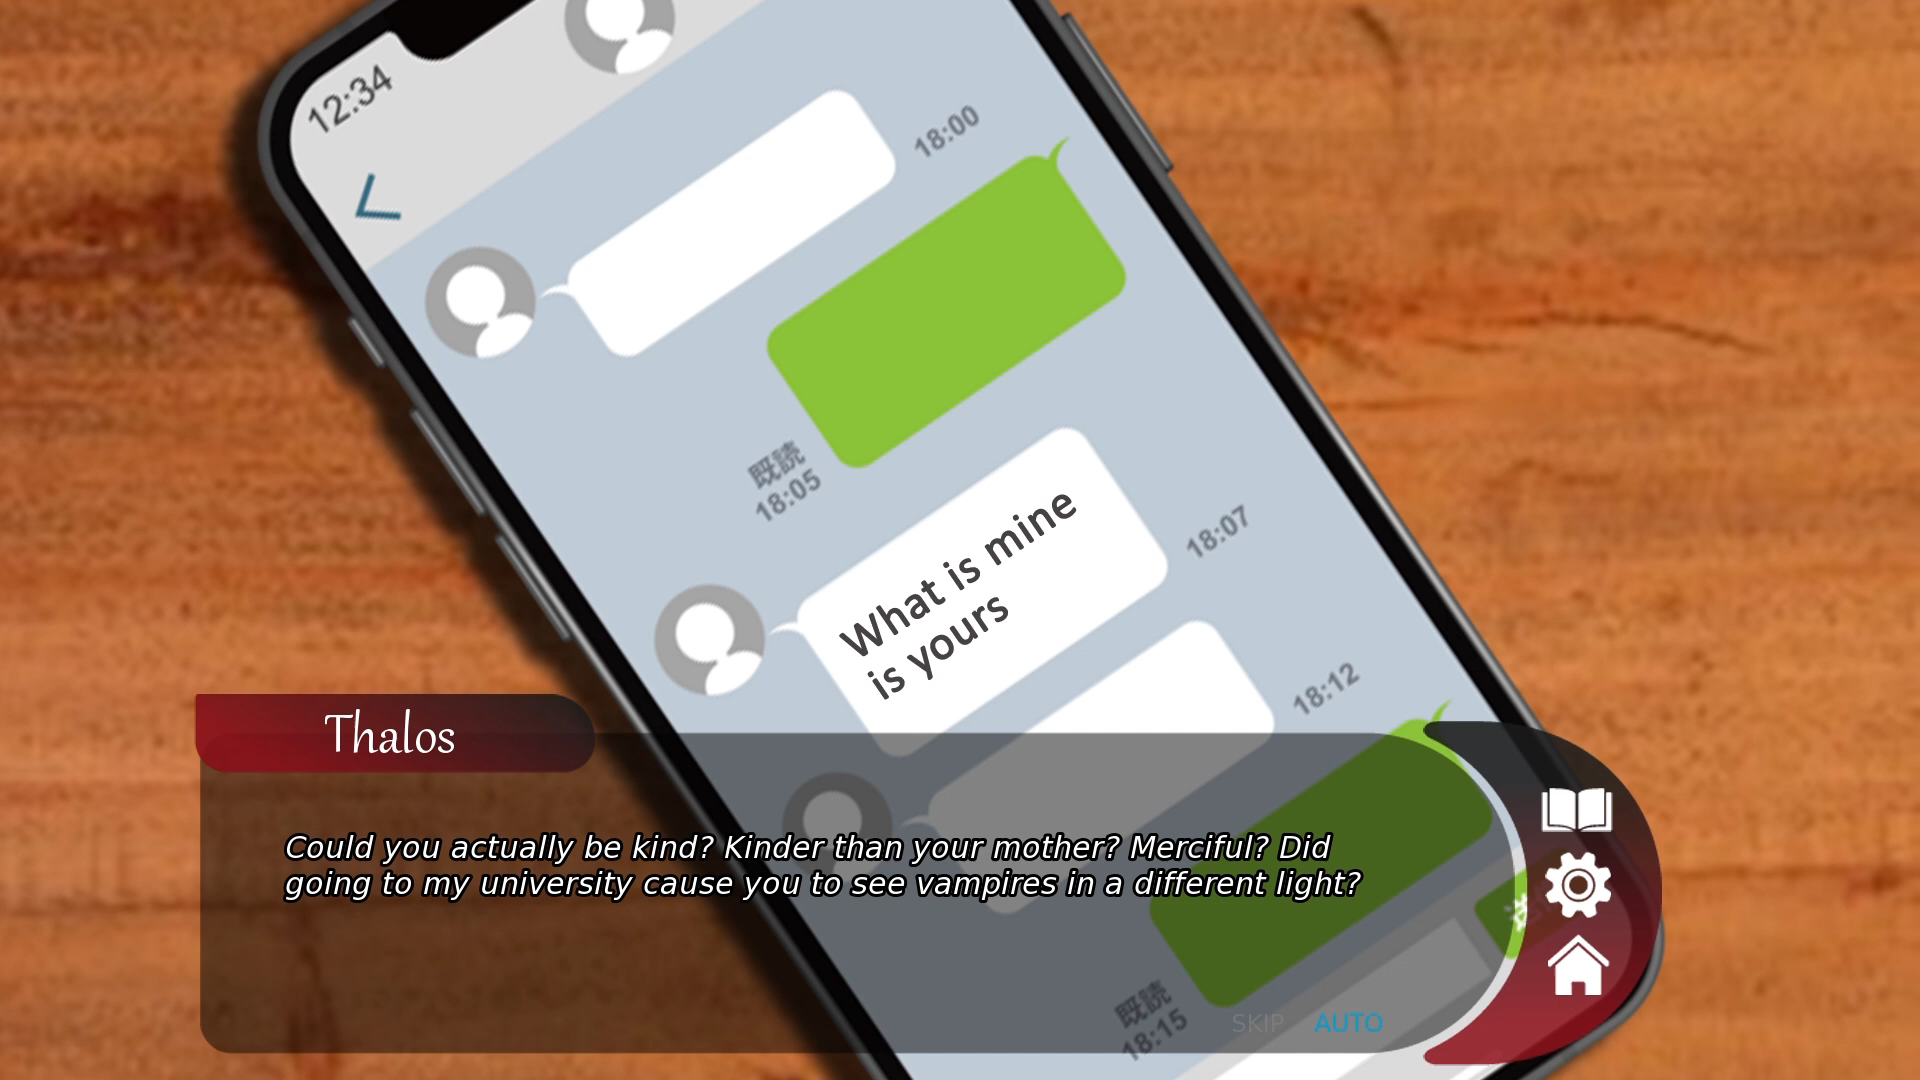 12:34
18:00
既読
18:05
What is mine
is yours
18:07
18:12
既読
18:15
Thalos
Could you actually be kind? Kinder than your mother? Merciful? Did
going to my university cause you to see vampires in a different light?
SKIP AUTO